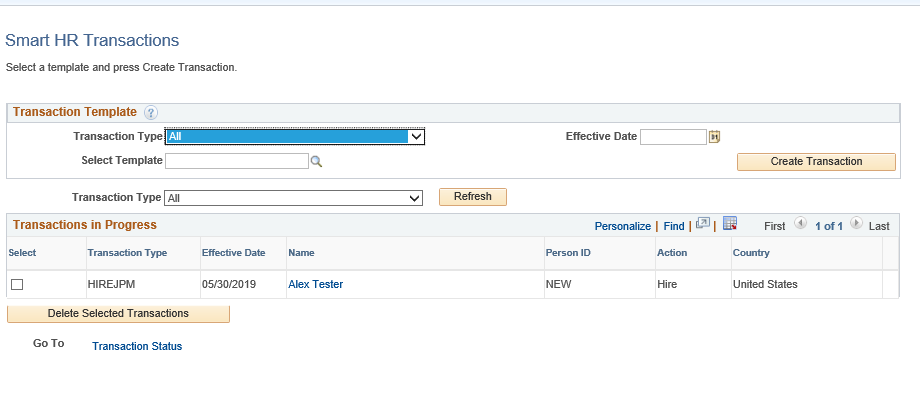 Smart HR Transactions
Select a template and press Create Transaction.
Transaction Template ?
Transaction Type All Effective Date 31
Select Template Create Transaction
Transaction Type All Refresh
Transactions in Progress Personalize | Find | | First 1 of 1 Last
Select Transaction Type Effective Date Name Person ID Action Country
HIREJPM 05/30/2019 Alex Tester NEW Hire United States
Delete Selected Transactions
Go To Transaction Status